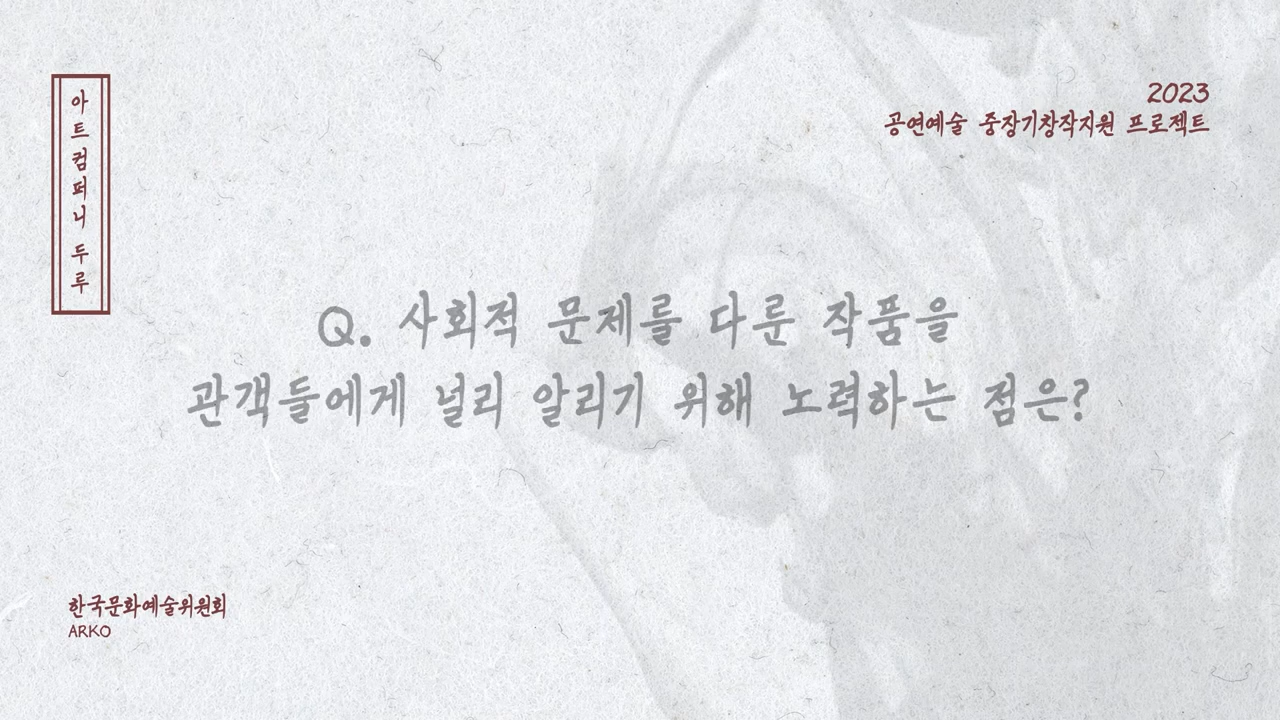 아트컴퍼니 두루
2023
공연예술 중장기창작지원 프로젝트
Q. 사회적 문제를 다룬 작품을
관객들에게 널리 알리기 위해 노력하는 점은?
한국문화예술위원회
ARKO